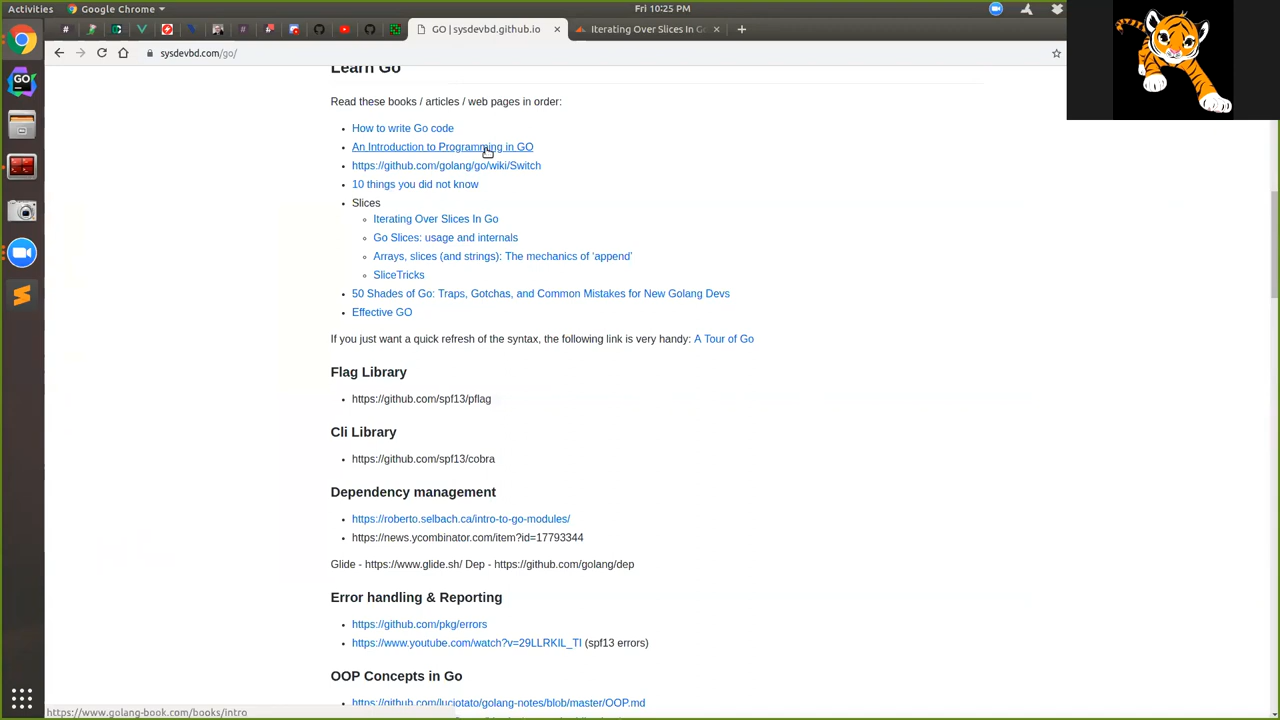 Activities
Google Chrome
Fri 10:25 PM
GO | sysdevbd.github.io
Iterating Over Slices In Go
sysdevbd.com/go/
Learn Go
Read these books / articles / web pages in order:
How to write Go code
An Introduction to Programming in GO
https://github.com/golang/go/wiki/Switch
10 things you did not know
Slices
Iterating Over Slices In Go
Go Slices: usage and internals
Arrays, slices (and strings): The mechanics of ‘append’
SliceTricks
50 Shades of Go: Traps, Gotchas, and Common Mistakes for New Golang Devs
Effective GO
If you just want a quick refresh of the syntax, the following link is very handy: A Tour of Go
Flag Library
https://github.com/spf13/pflag
Cli Library
https://github.com/spf13/cobra
Dependency management
https://roberto.selbach.ca/intro-to-go-modules/
https://news.ycombinator.com/item?id=17793344
Glide - https://www.glide.sh/ Dep - https://github.com/golang/dep
Error handling & Reporting
https://github.com/pkg/errors
https://www.youtube.com/watch?v=29LLRKIL_TI (spf13 errors)
OOP Concepts in Go
https://github.com/luciotato/golang-notes/blob/master/OOP.md
https://www.golang-book.com/books/intro